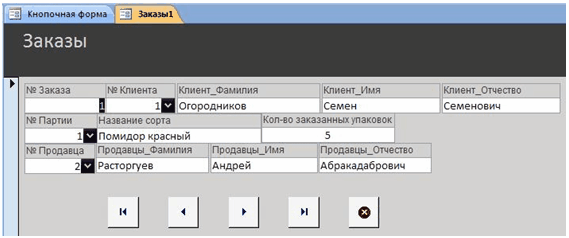 Кнопочная форма Заказы1
Заказы
№ Заказа № Клиента Клиент_Фамилия Клиент_Имя Клиент_Отчество
1 1 Огородников Семен Семенович
№ Партии Название сорта Кол-во заказанных упаковок
1 Помидор красный 5
№ Продавца Продавцы_Фамилия Продавцы_Имя Продавцы_Отчество
2 Расторгуев Андрей Абракадабрович